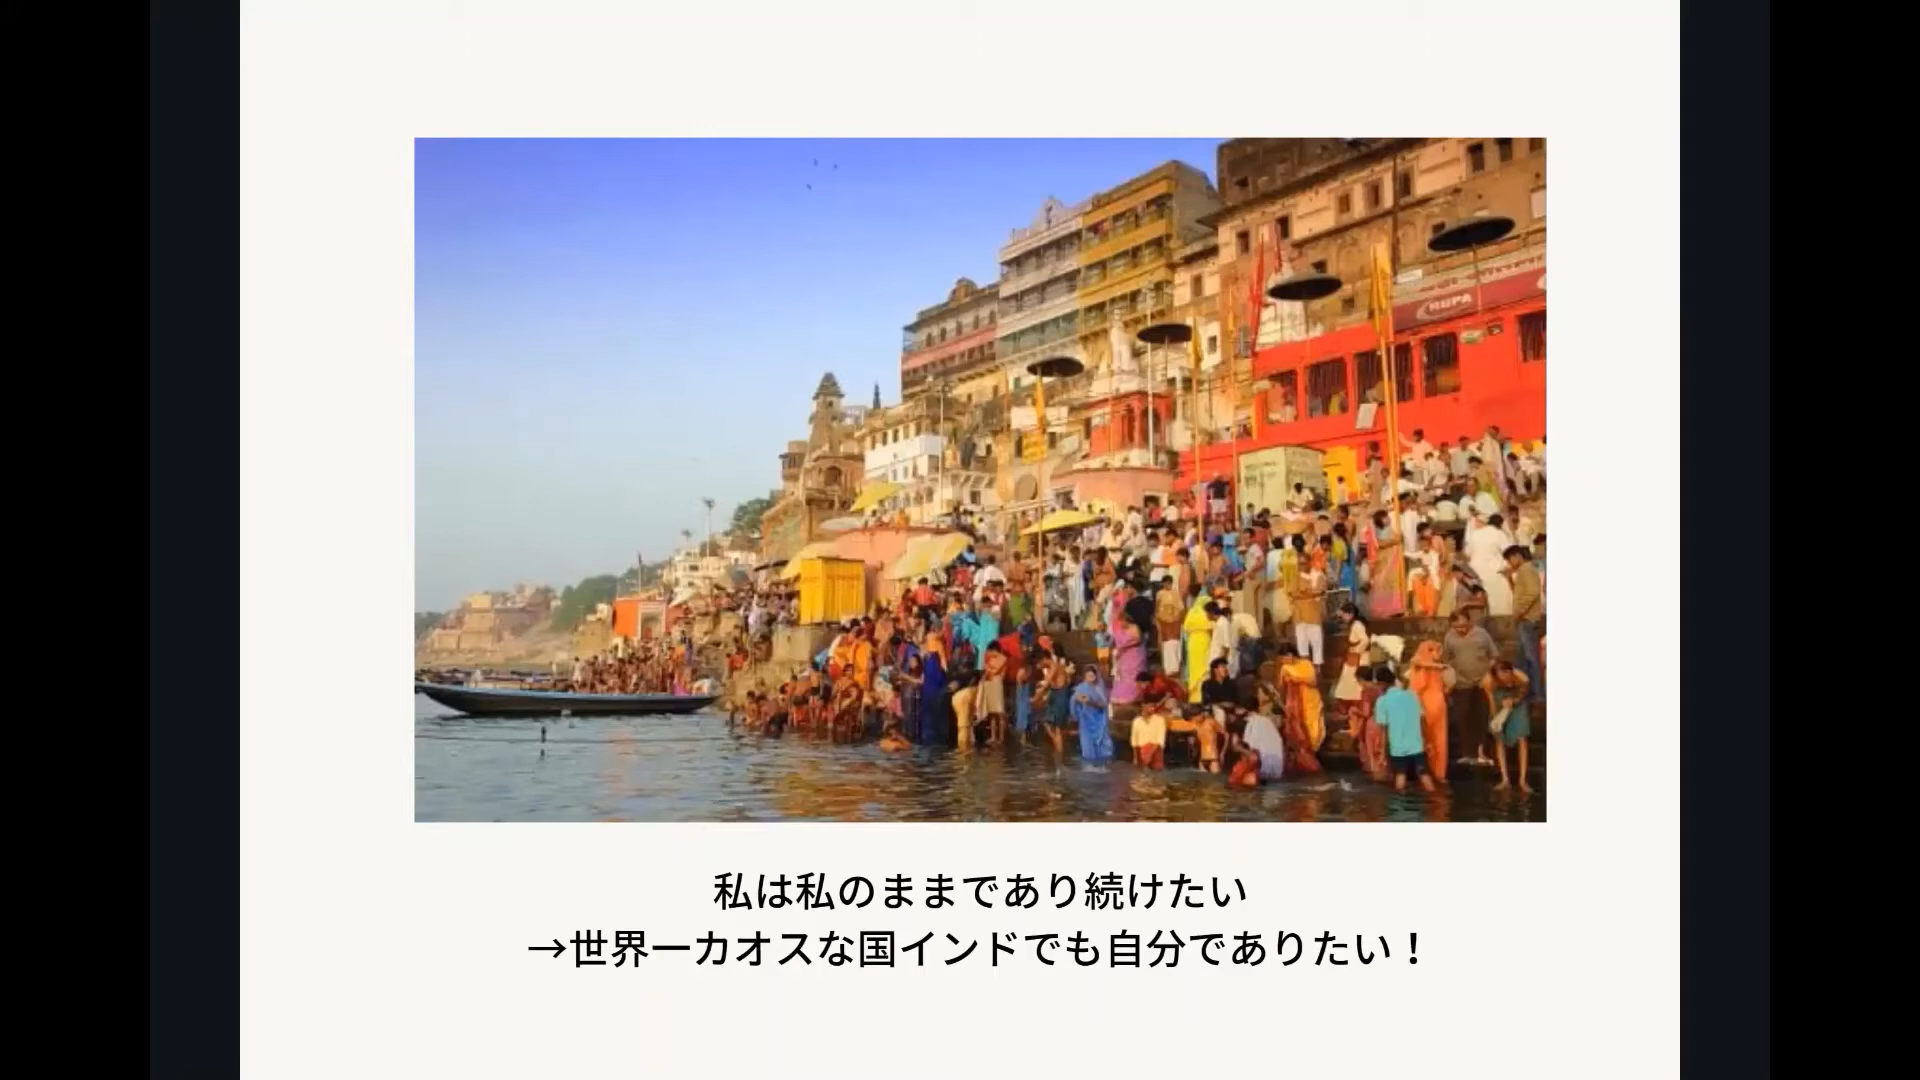 RUPA
私は私のままであり続けたい
→世界一カオスな国インドでも自分でありたい！